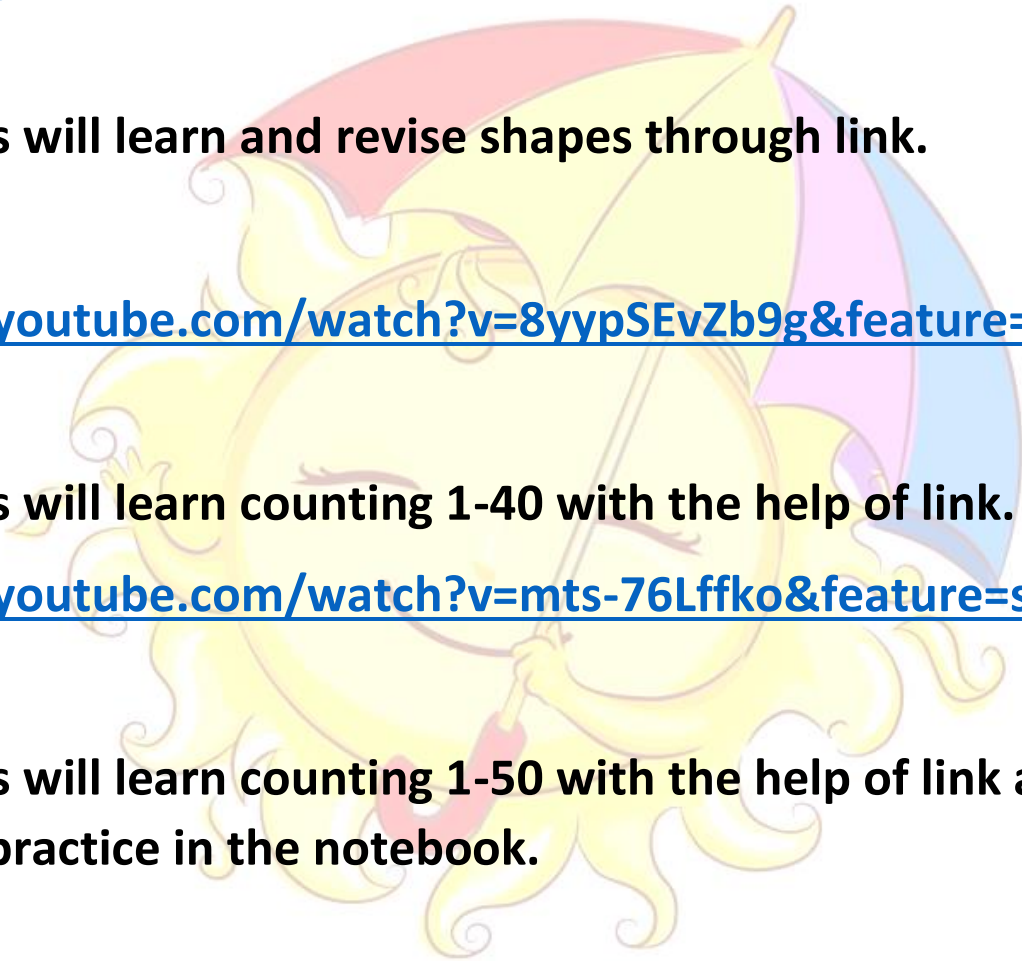 s will learn and revise shapes through link.
youtube.com/watch?v=8yypSEvZb9g&feature=
s will learn counting 1-40 with the help of link.
youtube.com/watch?v=mts-76Lffko&feature=s
s will learn counting 1-50 with the help of link a
practice in the notebook.